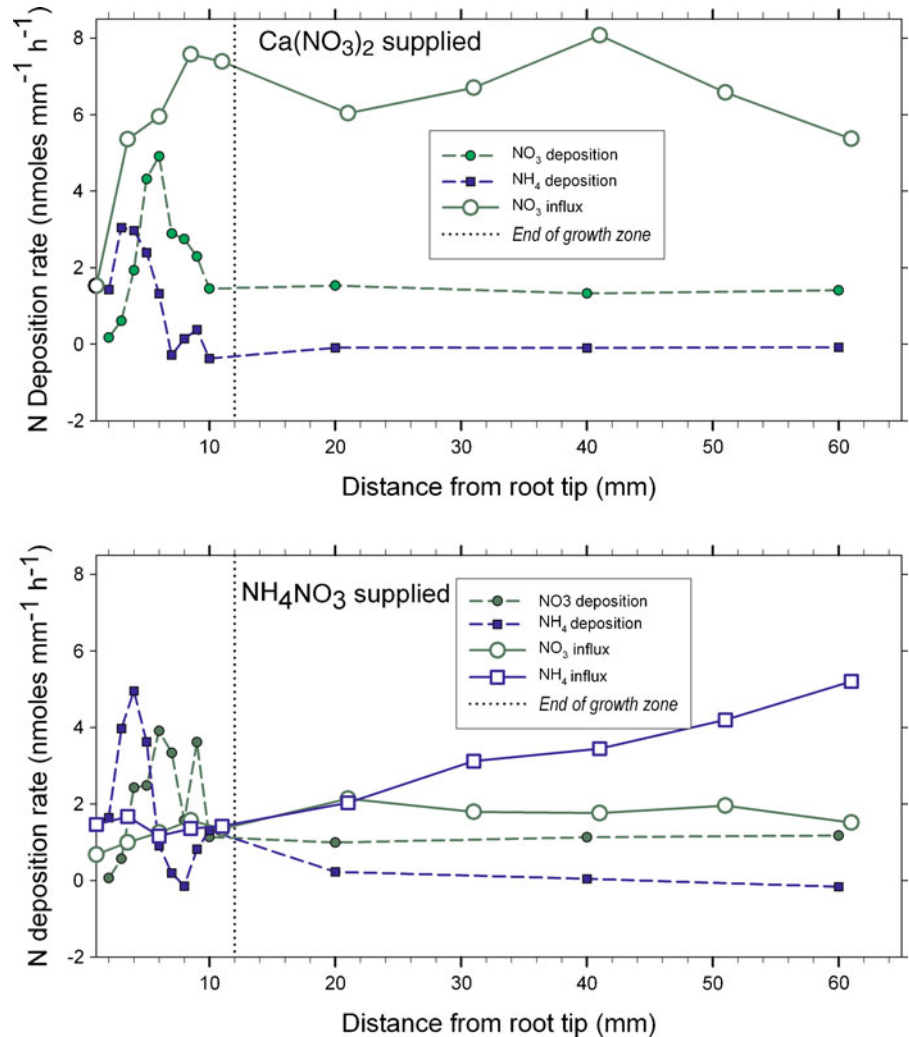 Ca(NO₃)₂ supplied
N Deposition rate (nmoles mm⁻¹ h⁻¹)
8
6
4
2
0
-2
NO₃ deposition
NH₄ deposition
NO₃ influx
End of growth zone
10 20 30 40 50 60
Distance from root tip (mm)
NH₄NO₃ supplied
N deposition rate (nmoles mm⁻¹ h⁻¹)
8
6
4
2
0
-2
NO3 deposition
NH₄ deposition
NO₃ influx
NH₄ influx
End of growth zone
10 20 30 40 50 60
Distance from root tip (mm)